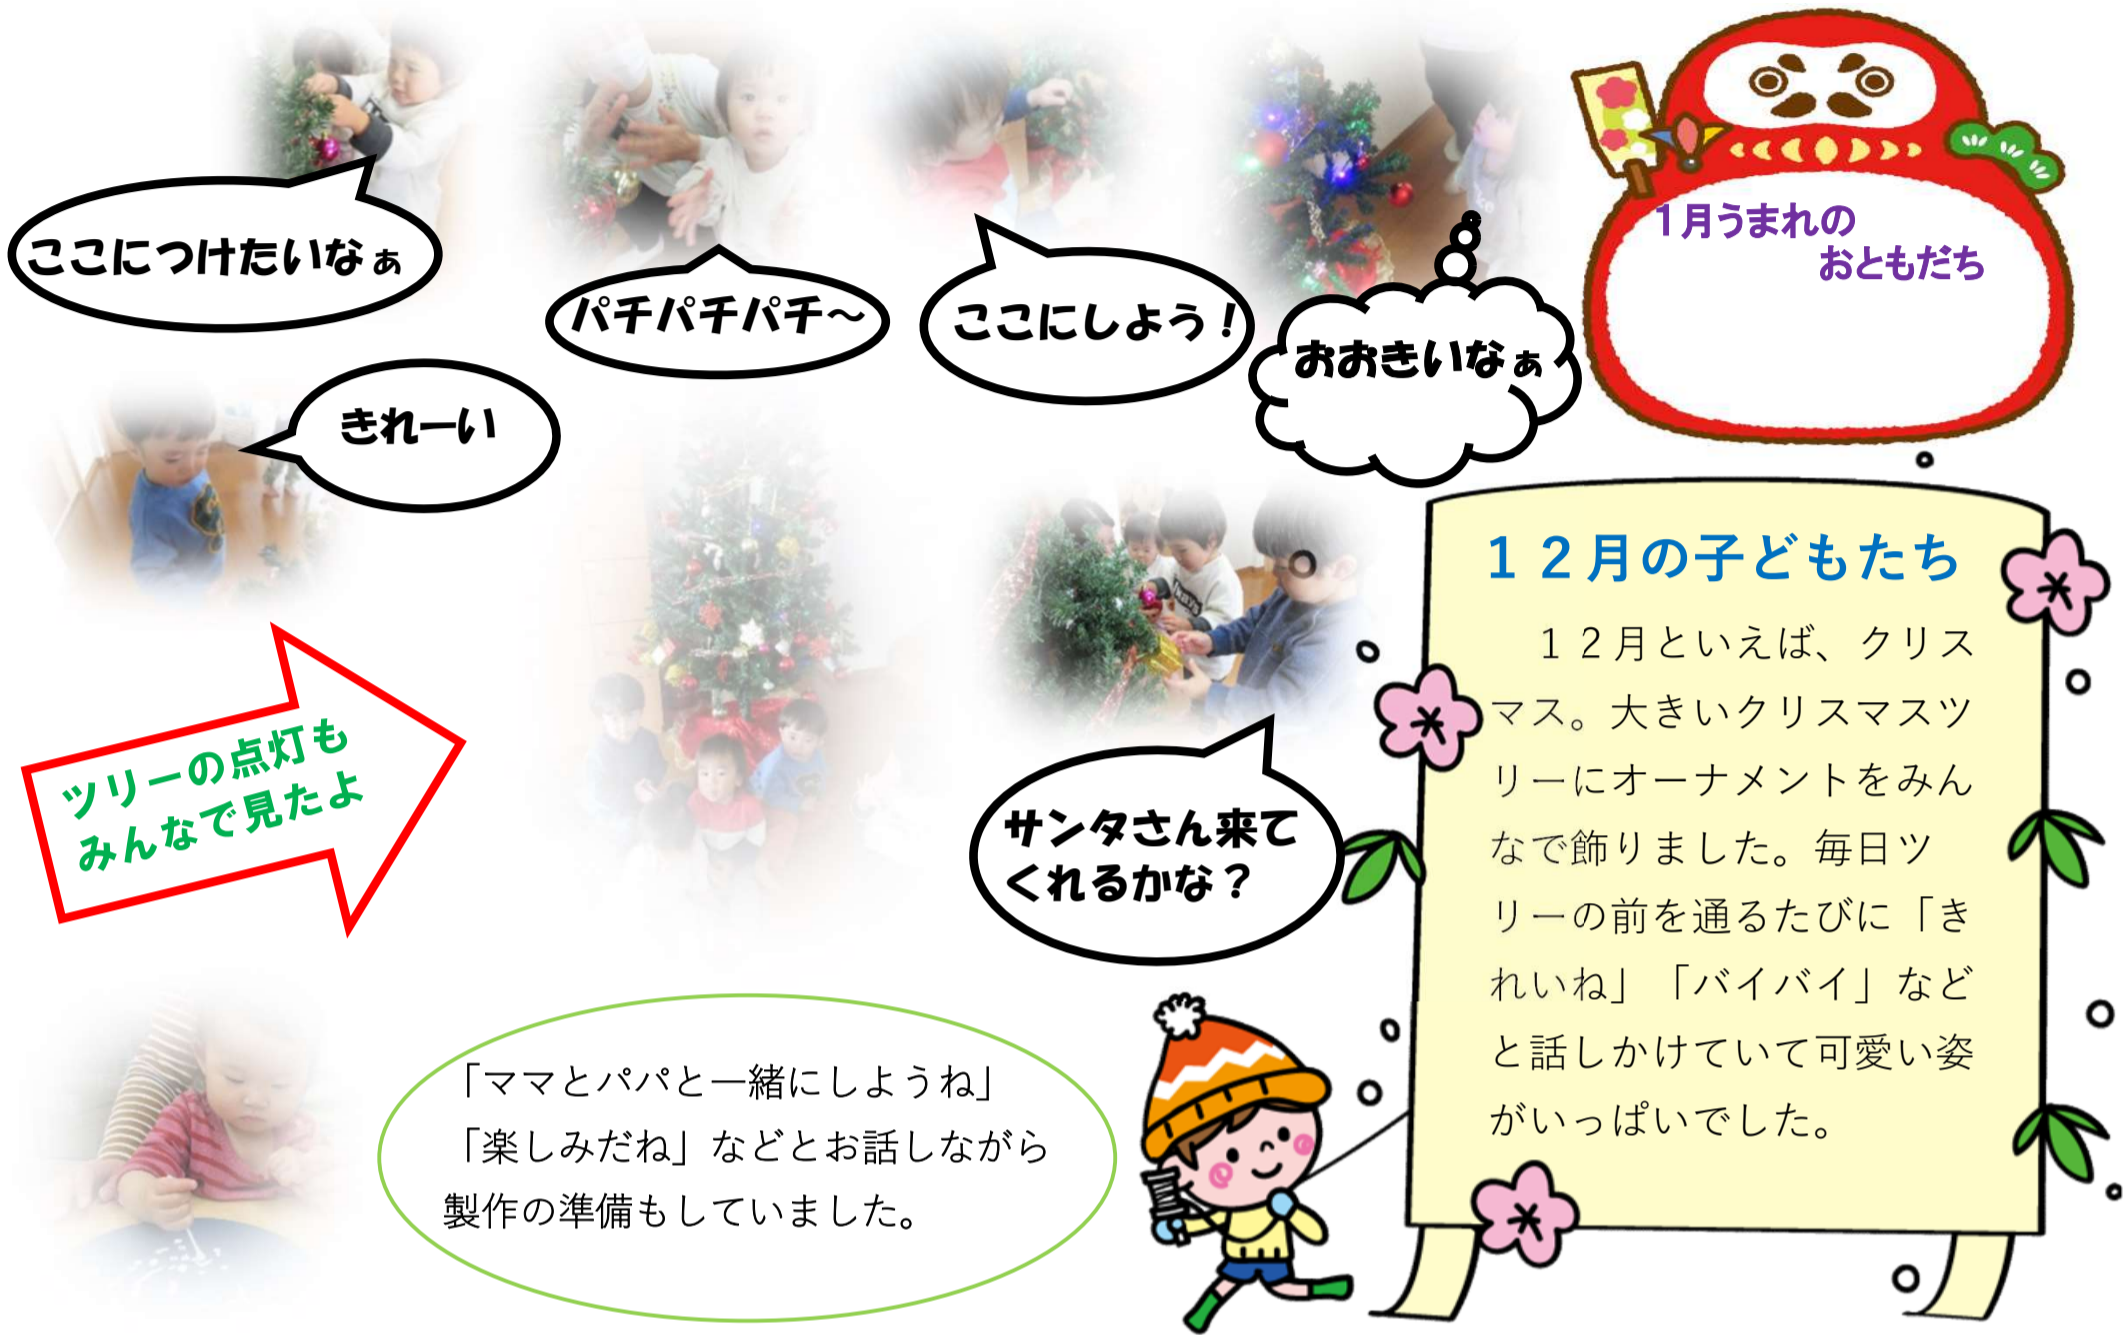 ここにつけたいなぁ
パチパチパチ～
ここにしよう！
おおきいなぁ
1月うまれの
おともだち
きれーい
ツリーの点灯も
みんなで見たよ
サンタさん来て
くれるかな？
１２月の子どもたち
１２月といえば、クリス
マス。大きいクリスマスツ
リーにオーナメントをみん
なで飾りました。毎日ツ
リーの前を通るたびに「き
れいね」「バイバイ」など
と話しかけていて可愛い姿
がいっぱいでした。
「ママとパパと一緒にしようね」
「楽しみだね」などとお話しながら
製作の準備もしていました。